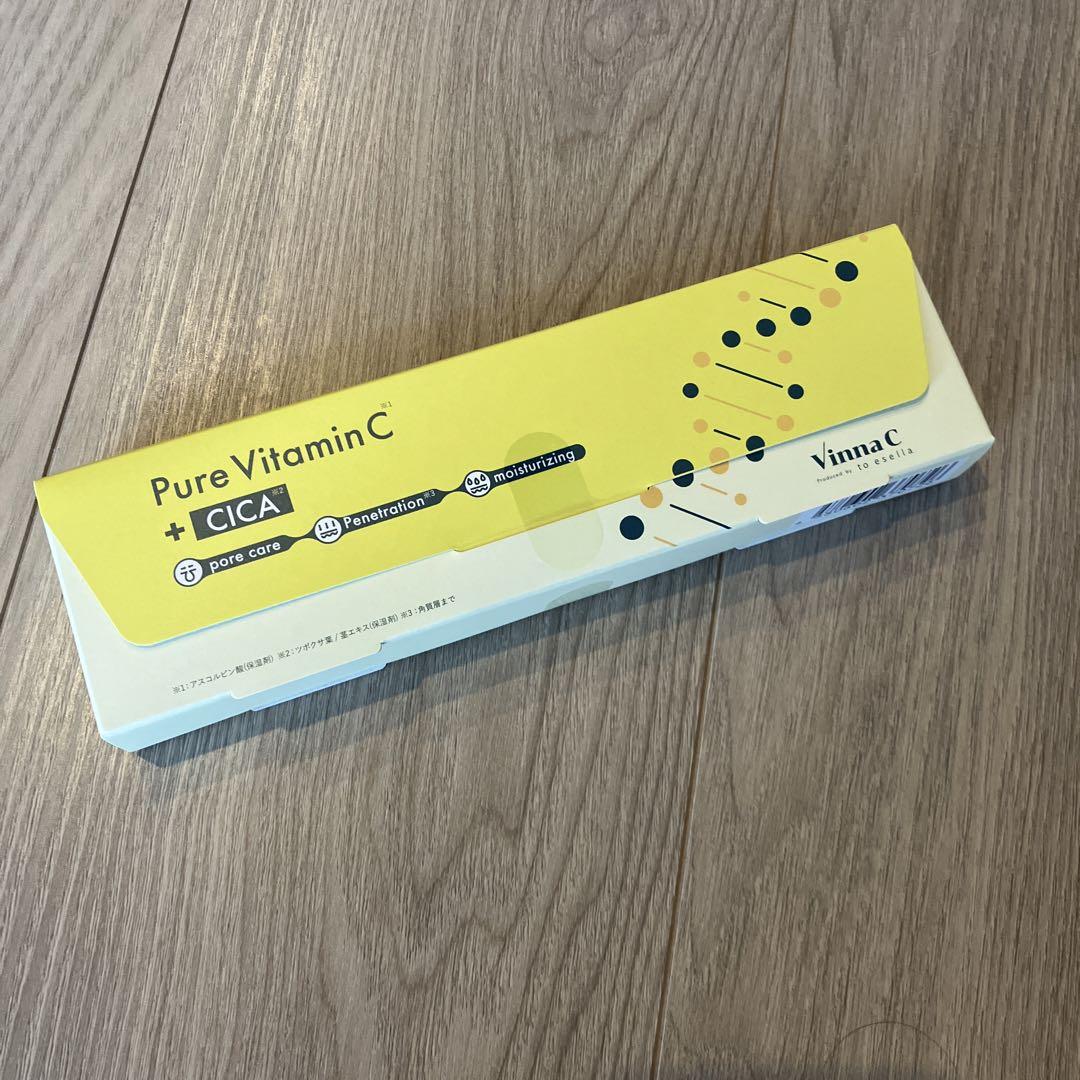 Pure Vitamin C※1
+ CICA※2
pore care Penetration※3 moisturizing
Vinna C
Produced by to esella
※1：アスコルビン酸(保湿剤) ※2：ツボクサ葉 / 茎エキス(保湿剤) ※3：角質層まで